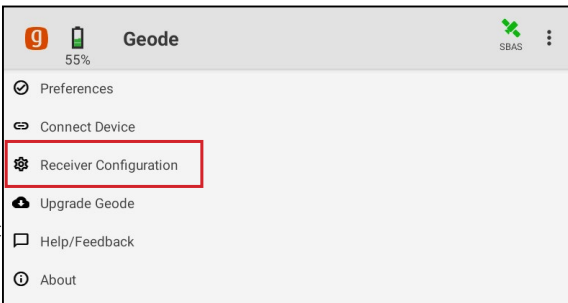 g
55%
Geode
SBAS
Preferences
Connect Device
Receiver Configuration
Upgrade Geode
Help/Feedback
About